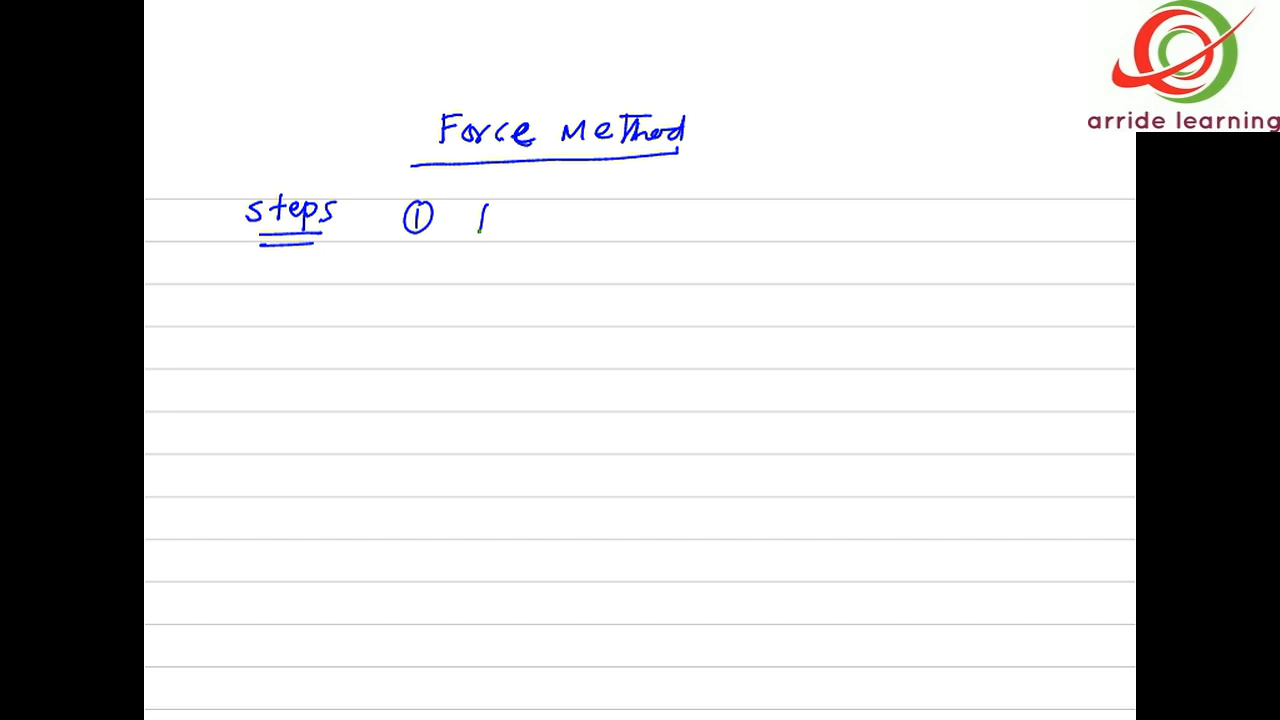 arride learning
Force Method
steps ①